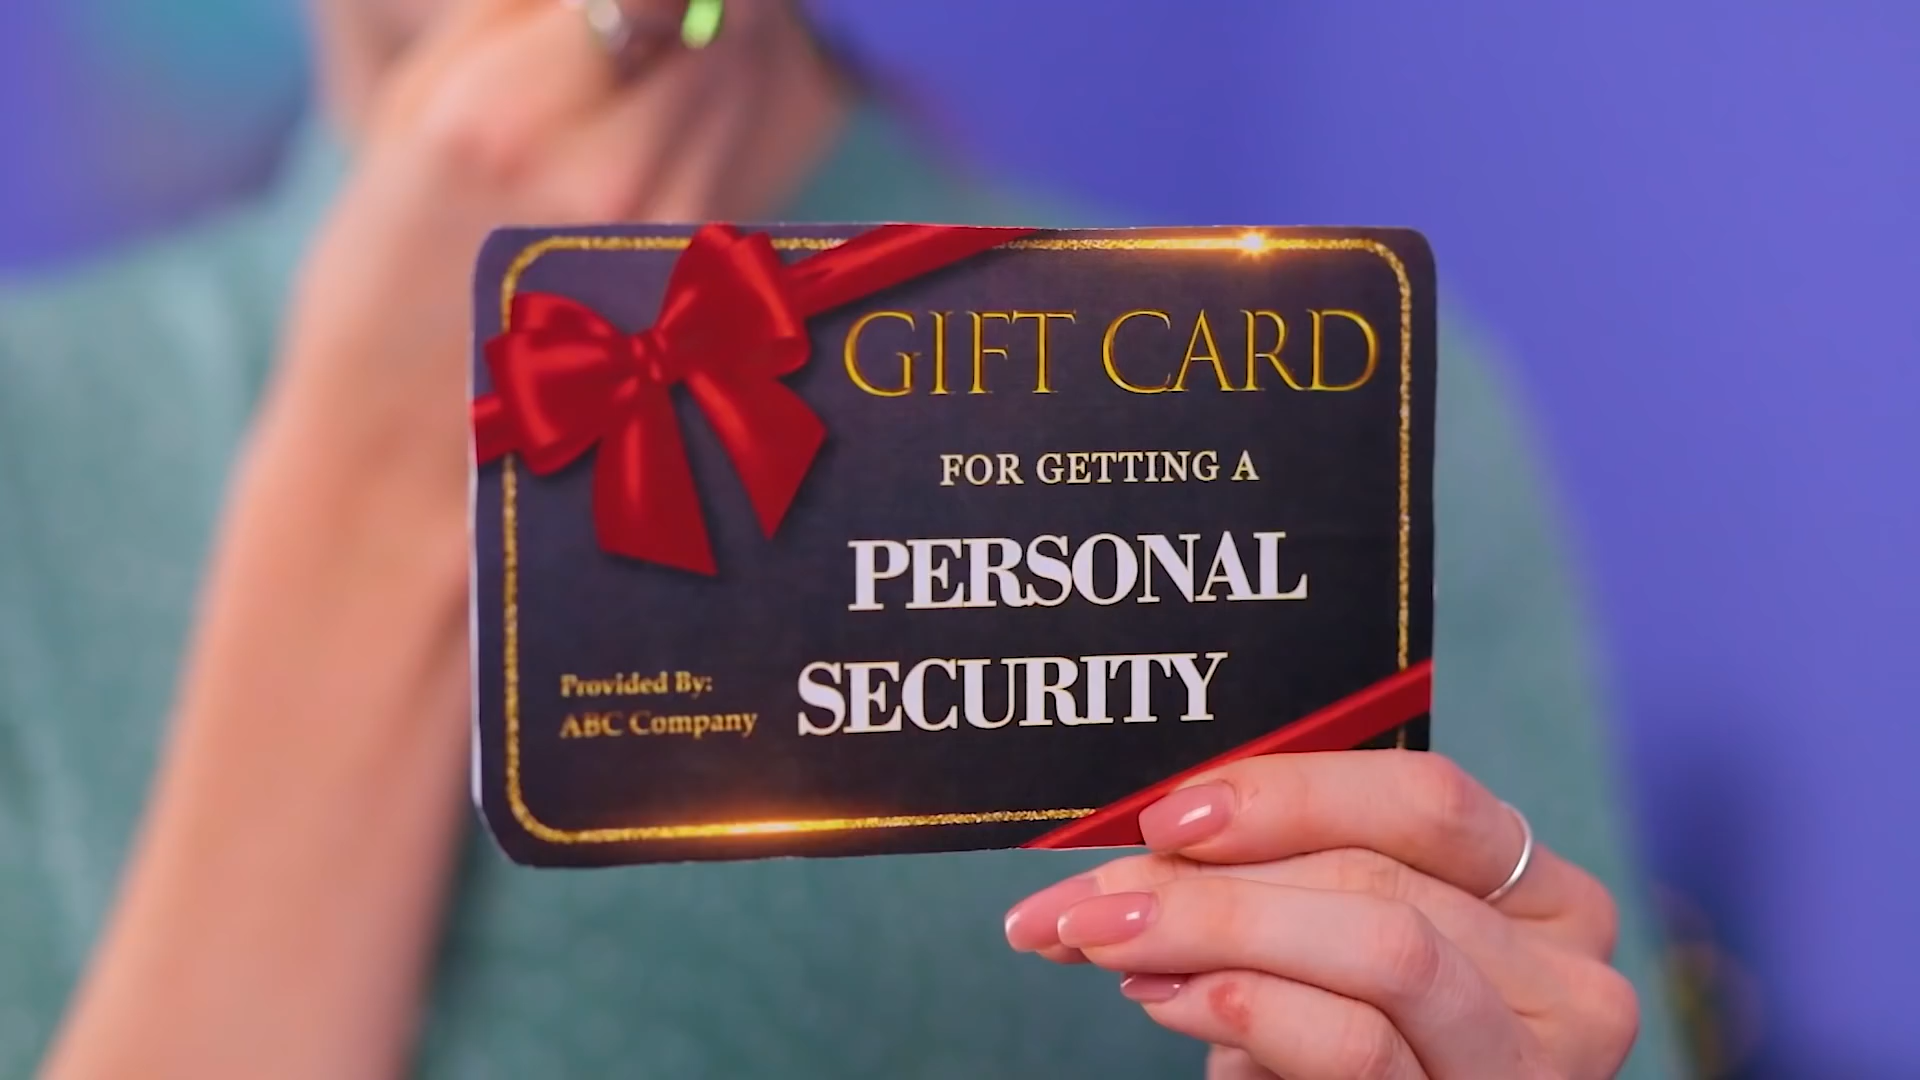 GIFT CARD
FOR GETTING A
PERSONAL
SECURITY
Provided By:
ABC Company